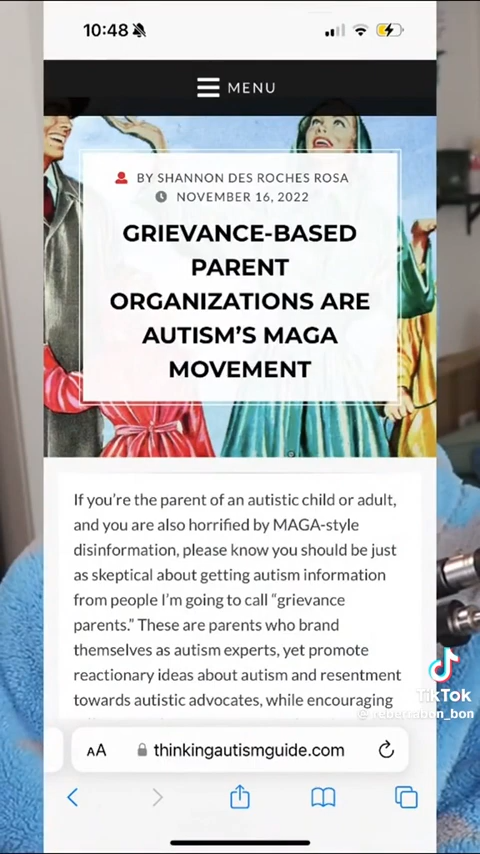 10:48
MENU
BY SHANNON DES ROCHES ROSA
NOVEMBER 16, 2022
GRIEVANCE-BASED
PARENT
ORGANIZATIONS ARE
AUTISM'S MAGA
MOVEMENT
If you're the parent of an autistic child or adult,
and you are also horrified by MAGA-style
disinformation, please know you should be just
as skeptical about getting autism information
from people I'm going to call “grievance
parents.” These are parents who brand
themselves as autism experts, yet promote
reactionary ideas about autism and resentment
towards autistic advocates, while encouraging
TikTok
AA
thinkingautismguide.com